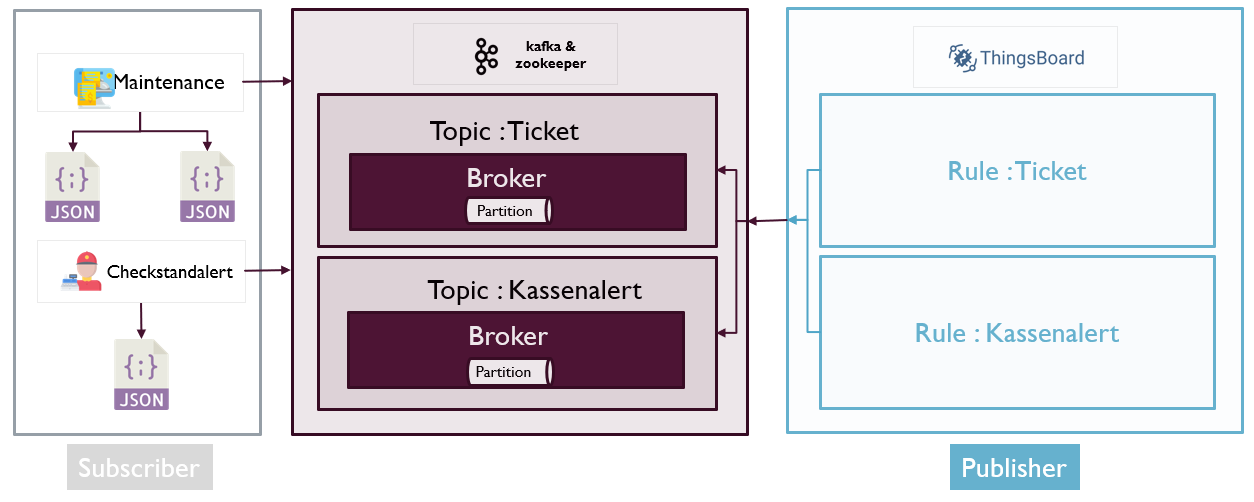 Maintenance
{;}
JSON
{;}
JSON
Checkstandalert
{;}
JSON
Subscriber
kafka &
zookeeper
Topic : Ticket
Broker
Partition
Topic : Kassenalert
Broker
Partition
ThingsBoard
Rule : Ticket
Rule : Kassenalert
Publisher